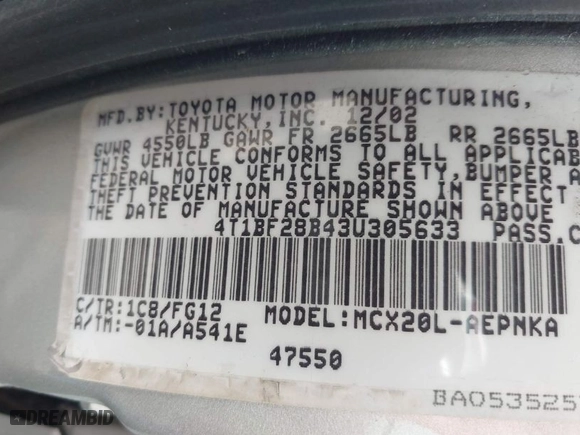 MFD.BY:TOYOTA MOTOR MANUFACTURING,
KENTUCKY,INC. 12/02
GVWR 4550LB GAWR FR 2665LB RR 2665LB
THIS VEHICLE CONFORMS TO ALL APPLICAB
FEDERAL MOTOR VEHICLE SAFETY,BUMPER A
THEFT PREVENTION STANDARDS IN EFFECT
THE DATE OF MANUFACTURE SHOWN ABOVE
4T1BF28B43U305633 PASS.C
C/TR:1C8/FG12 MODEL:MCX20L-AEPNKA
A/TM:-01A/A541E
47550
BA053525
DREAMBID